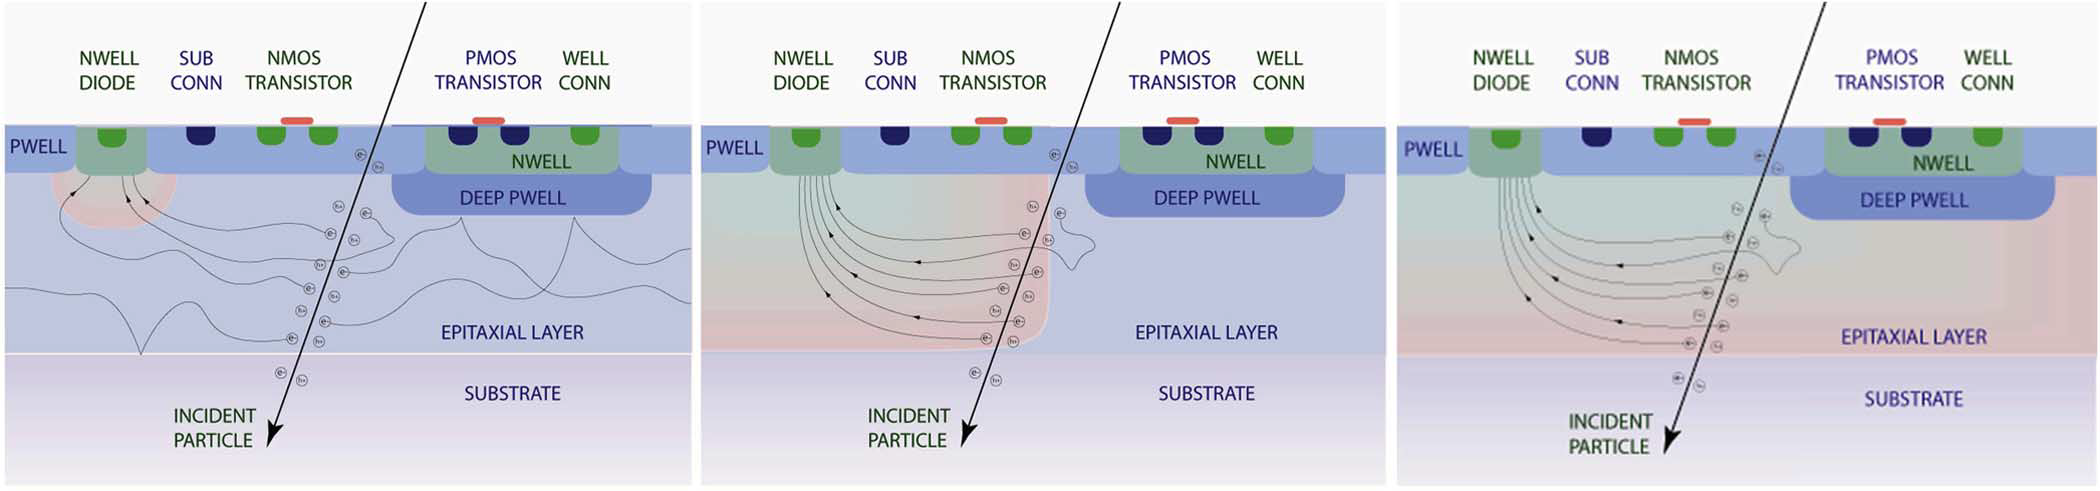 NWELL
DIODE
SUB
CONN
NMOS
TRANSISTOR
PMOS
TRANSISTOR
WELL
CONN
PWELL
NWELL
DEEP PWELL
EPITAXIAL LAYER
SUBSTRATE
INCIDENT
PARTICLE
e-
h+
h+
e-
e-
h+
h+
e-
e-
h+
h+
e-
e-
h+
e-
h+
NWELL
DIODE
SUB
CONN
NMOS
TRANSISTOR
PMOS
TRANSISTOR
WELL
CONN
PWELL
NWELL
DEEP PWELL
EPITAXIAL LAYER
SUBSTRATE
INCIDENT
PARTICLE
e-
h+
h+
e-
e-
h+
h+
e-
e-
h+
h+
e-
e-
h+
e-
h+
NWELL
DIODE
SUB
CONN
NMOS
TRANSISTOR
PMOS
TRANSISTOR
WELL
CONN
PWELL
NWELL
DEEP PWELL
EPITAXIAL LAYER
SUBSTRATE
INCIDENT
PARTICLE